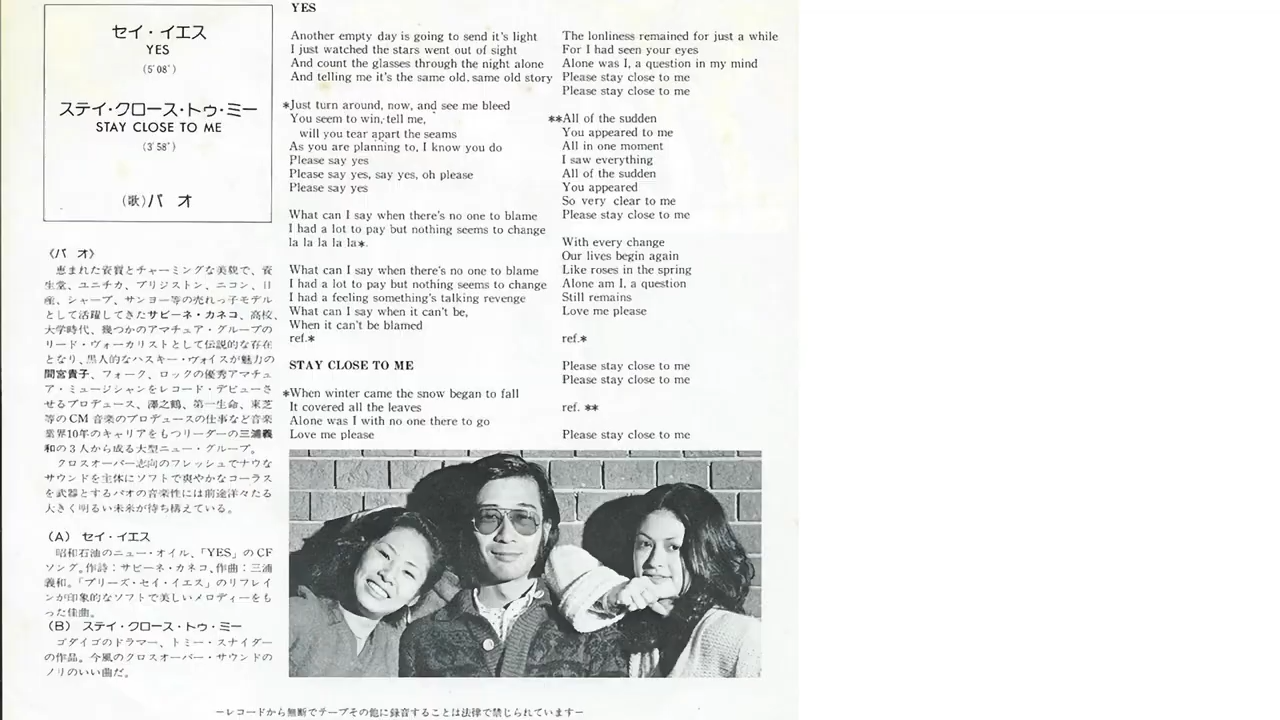 セイ・イエス
YES
(5'08")
ステイ・クロース・トゥ・ミー
STAY CLOSE TO ME
(3'58")
(歌)パオ
《パ オ》
恵まれた資質とチャーミングな美貌で、資
生堂、ユニチカ、ブリジストン、ニコン、日
産、シャープ、サンヨー等の売れっ子モデル
として活躍してきたサビーネ・カネコ、高校、
大学時代、幾つかのアマチュア・グループの
リード・ヴォーカリストとして伝説的な存在
となり、黒人的なハスキー・ヴォイスが魅力の
間宮貴子、フォーク、ロックの優秀アマチュ
ア・ミュージシャンをレコード・デビューさ
せるプロデュース、澤之鶴、第一生命、東芝
等のCM音楽のプロデュースの仕事など音楽
業界10年のキャリアをもつリーダーの三浦義
和の3人から成る大型ニュー・グループ。
クロスオーバー志向のフレッシュでナウな
サウンドを主体にソフトで爽やかなコーラス
を武器とするパオの音楽性には前途洋々たる
大きく明るい未来が待ち構えている。
(A) セイ・イエス
昭和石油のニュー・オイル、「YES」のCF
ソング。作詩：サビーネ・カネコ、作曲：三浦
義和。「プリーズ・セイ・イエス」のリフレイ
ンが印象的なソフトで美しいメロディーをも
った佳曲。
(B) ステイ・クロース・トゥ・ミー
ゴダイゴのドラマー、トミー・スナイダー
の作品。今風のクロスオーバー・サウンドの
ノリのいい曲だ。
YES
Another empty day is going to send it's light
I just watched the stars went out of sight
And count the glasses through the night alone
And telling me it's the same old, same old story
*Just turn around, now, and see me bleed
You seem to win, tell me,
will you tear apart the seams
As you are planning to, I know you do
Please say yes
Please say yes, say yes, oh please
Please say yes
What can I say when there's no one to blame
I had a lot to pay but nothing seems to change
la la la la la*.
What can I say when there's no one to blame
I had a lot to pay but nothing seems to change
I had a feeling something's talking revenge
What can I say when it can't be,
When it can't be blamed
ref.*
STAY CLOSE TO ME
*When winter came the snow began to fall
It covered all the leaves
Alone was I with no one there to go
Love me please
The lonliness remained for just a while
For I had seen your eyes
Alone was I, a question in my mind
Please stay close to me
Please stay close to me
**All of the sudden
You appeared to me
All in one moment
I saw everything
All of the sudden
You appeared
So very clear to me
Please stay close to me
With every change
Our lives begin again
Like roses in the spring
Alone am I, a question
Still remains
Love me please
ref.*
Please stay close to me
Please stay close to me
ref. **
Please stay close to me
－レコードから無断でテープその他に録音することは法律で禁じられています－